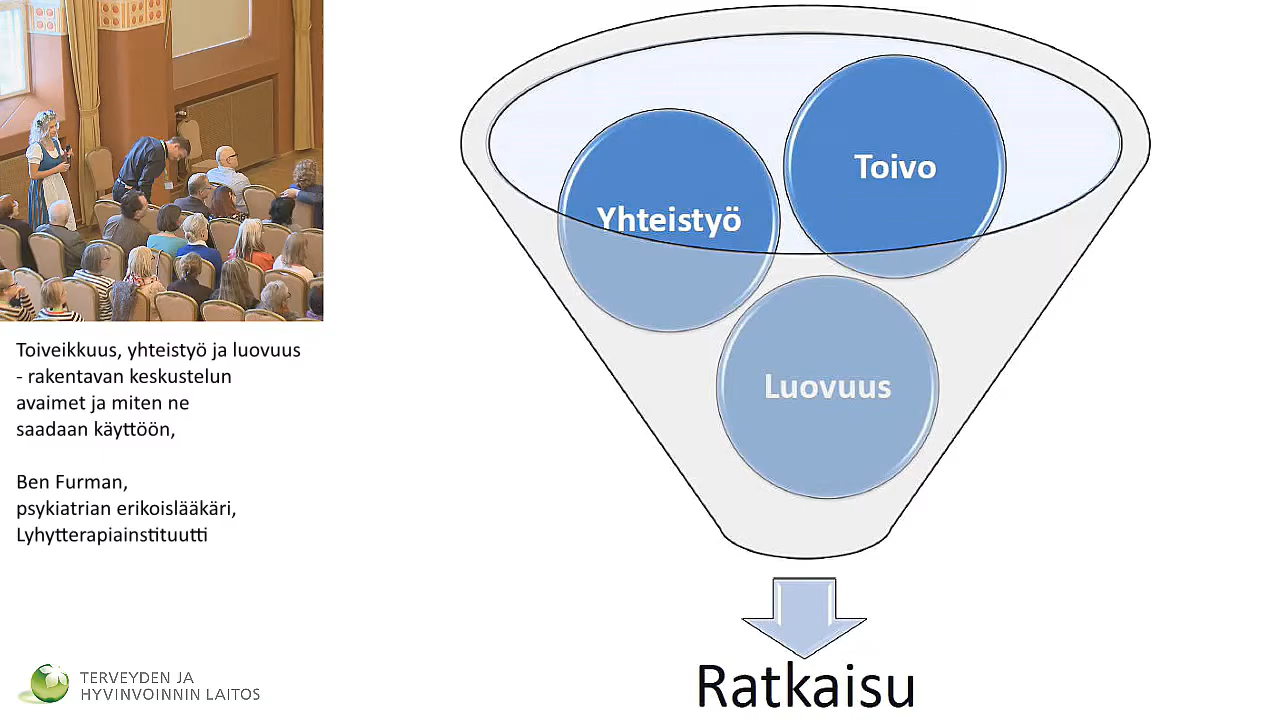 Toiveikkuus, yhteistyö ja luovuus
- rakentavan keskustelun
avaimet ja miten ne
saadaan käyttöön,
Ben Furman,
psykiatrian erikoislääkäri,
Lyhytterapiainstituutti
TERVEYDEN JA
HYVINVOINNIN LAITOS
Toivo
Yhteistyö
Luovuus
Ratkaisu